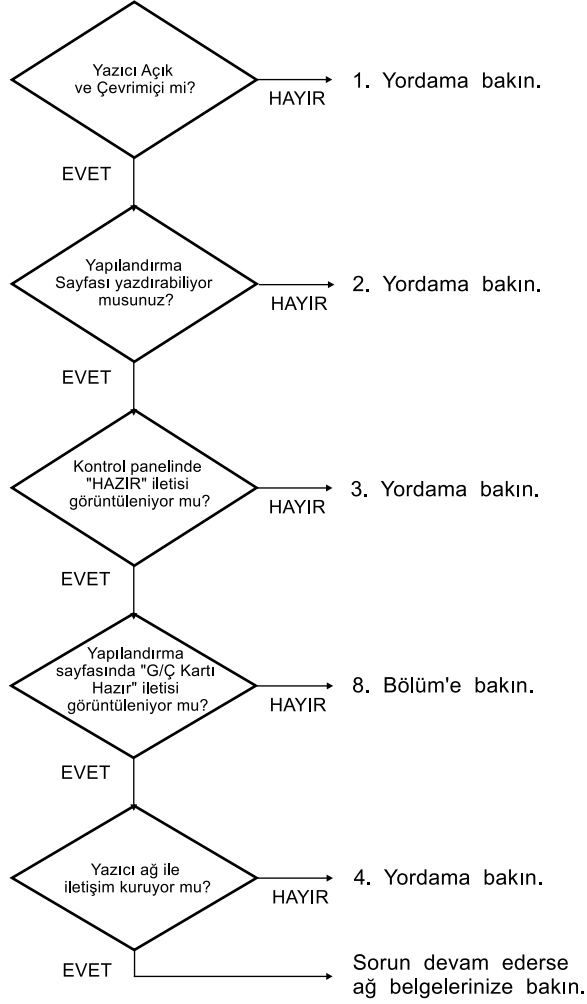 Yazıcı Açık
ve Çevrimiçi mi?
HAYIR
1. Yordama bakın.
EVET
Yapılandırma
Sayfası yazdırabiliyor
musunuz?
HAYIR
2. Yordama bakın.
EVET
Kontrol panelinde
"HAZIR" iletisi
görüntüleniyor mu?
HAYIR
3. Yordama bakın.
EVET
Yapılandırma
sayfasında "G/Ç Kartı
Hazır" iletisi
görüntüleniyor mu?
HAYIR
8. Bölüm'e bakın.
EVET
Yazıcı ağ ile
iletişim kuruyor mu?
HAYIR
4. Yordama bakın.
EVET
Sorun devam ederse
ağ belgelerinize bakın.